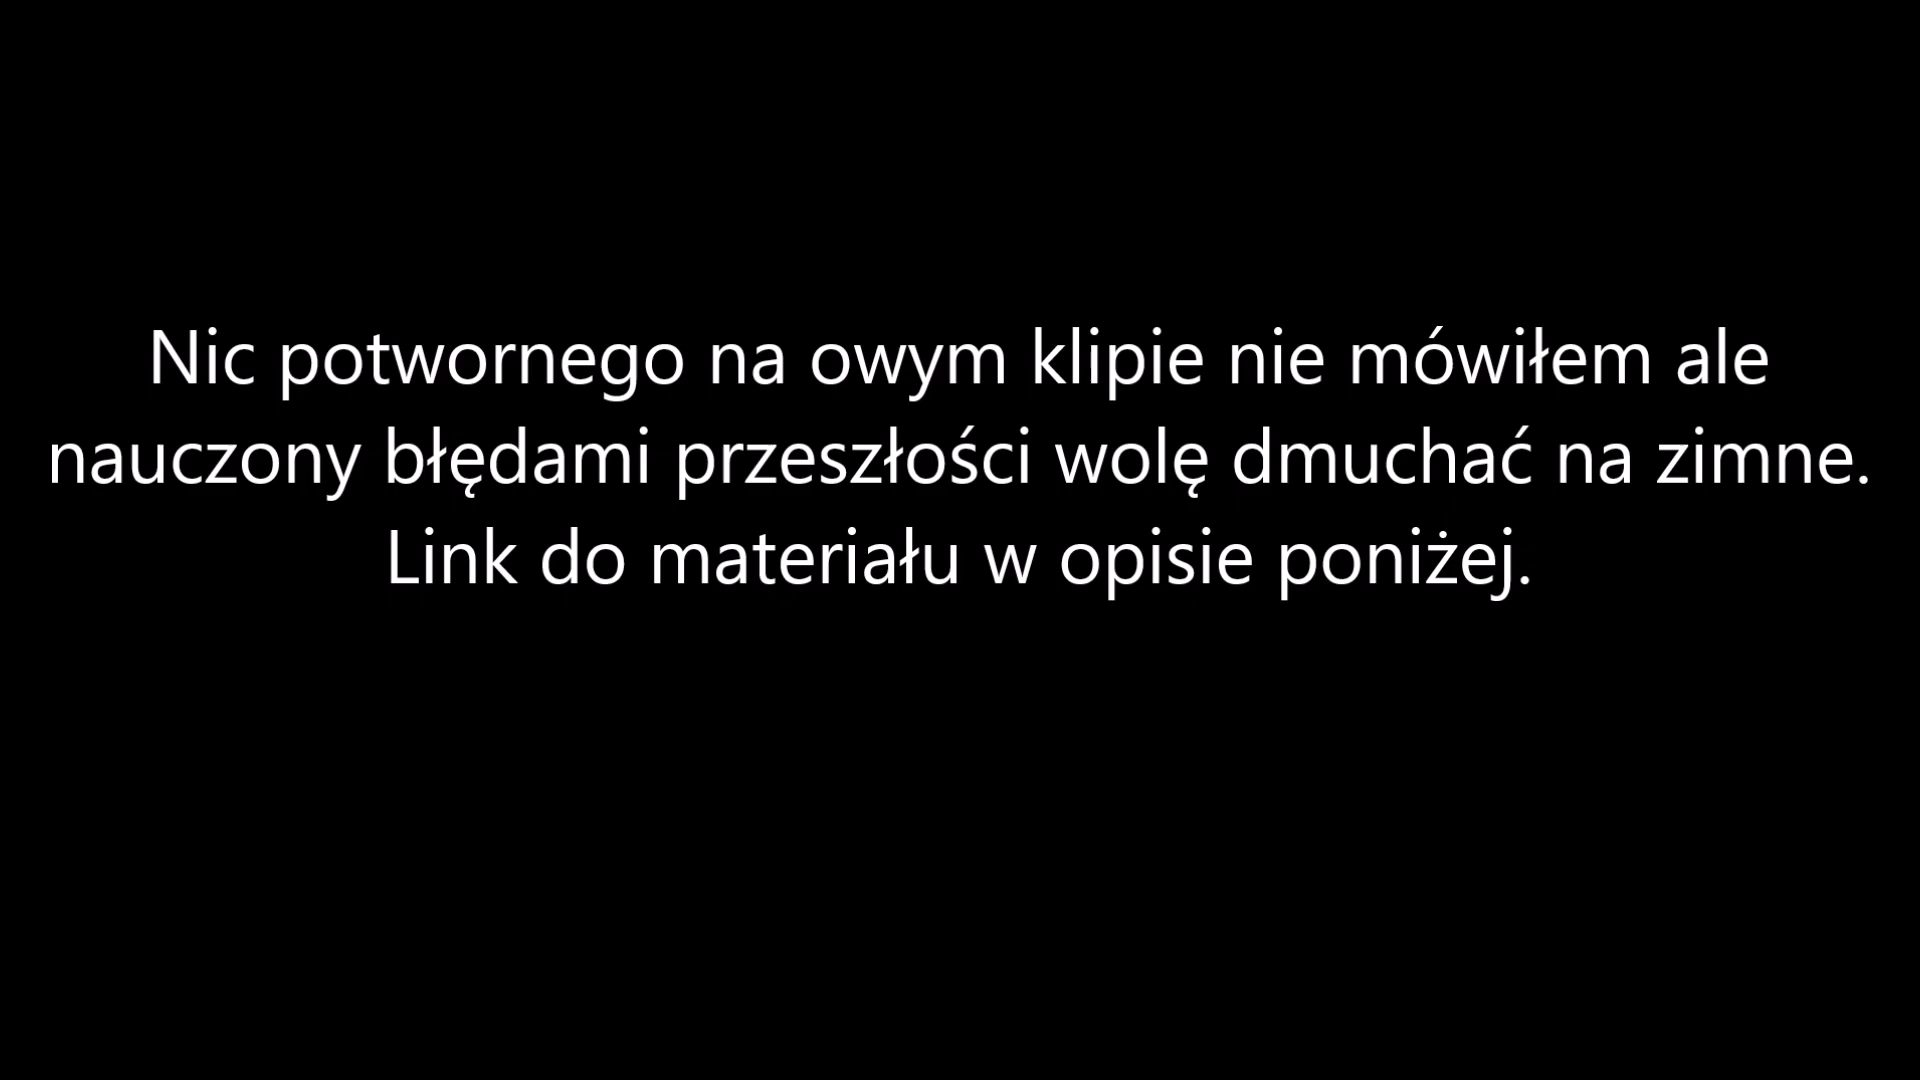 Nic potwornego na owym klipie nie mówiłem ale
nauczony błędami przeszłości wolę dmuchać na zimne.
Link do materiału w opisie poniżej.